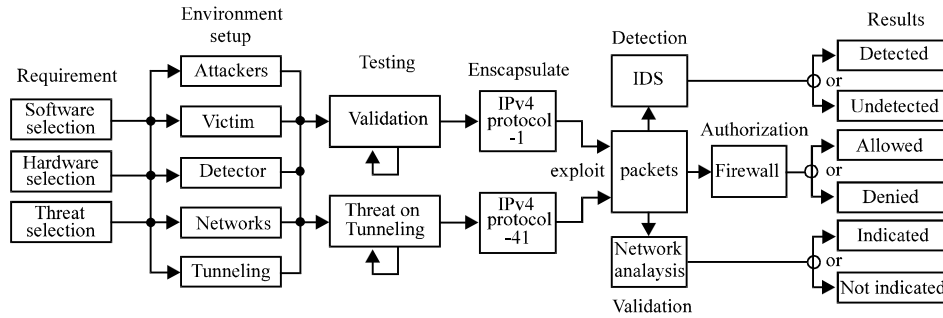 Requirement
Software
selection
Hardware
selection
Threat
selection
Environment
setup
Attackers
Victim
Detector
Networks
Tunneling
Testing
Validation
Threat on
Tunneling
Enscapsulate
IPv4
protocol
-1
IPv4
protocol
-41
exploit
Detection
IDS
packets
Network
analaysis
Validation
Authorization
Firewall
Results
Detected
or
Undetected
Allowed
or
Denied
Indicated
or
Not indicated